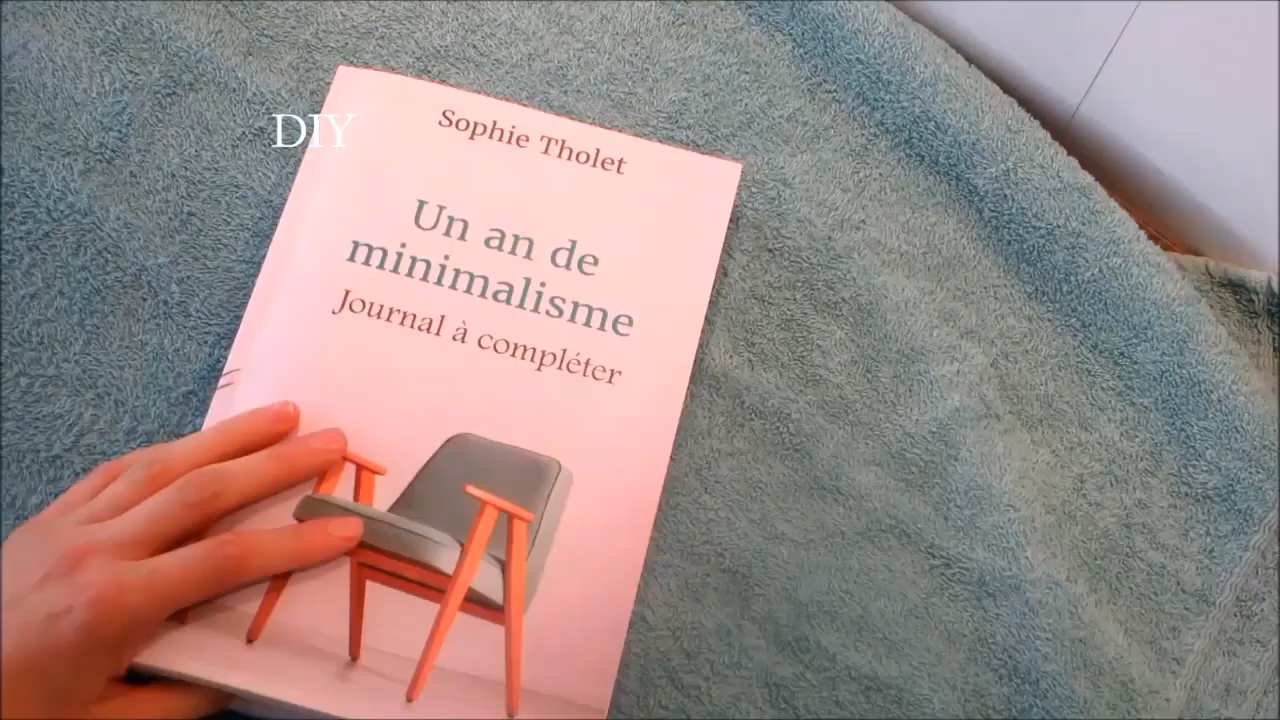 DIY
Sophie Tholet
Un an de
minimalisme
Journal à compléter